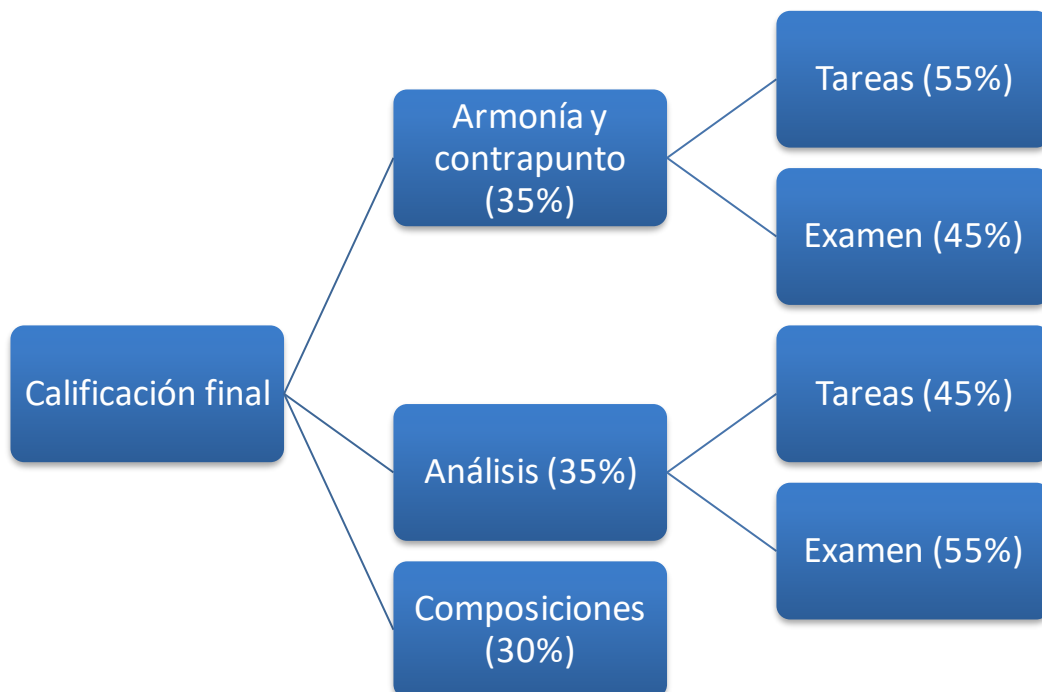 Calificación final
Armonía y
contrapunto
(35%)
Tareas (55%)
Examen (45%)
Análisis (35%)
Tareas (45%)
Examen (55%)
Composiciones
(30%)